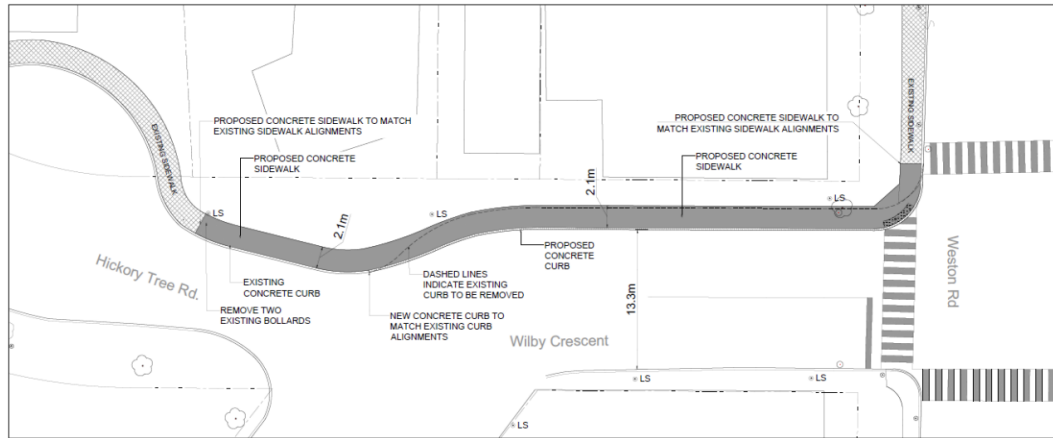 EXISTING SIDEWALK
PROPOSED CONCRETE SIDEWALK TO MATCH
EXISTING SIDEWALK ALIGNMENTS
PROPOSED CONCRETE
SIDEWALK
PROPOSED CONCRETE SIDEWALK TO
MATCH EXISTING SIDEWALK ALIGNMENTS
PROPOSED CONCRETE
SIDEWALK
EXISTING SIDEWALK
LS
LS
LS
2.1m
2.1m
Hickory Tree Rd.
EXISTING
CONCRETE CURB
REMOVE TWO
EXISTING BOLLARDS
DASHED LINES
INDICATE EXISTING
CURB TO BE REMOVED
NEW CONCRETE CURB TO
MATCH EXISTING CURB
ALIGNMENTS
PROPOSED
CONCRETE
CURB
13.3m
Wilby Crescent
Weston Rd
LS
LS
LS